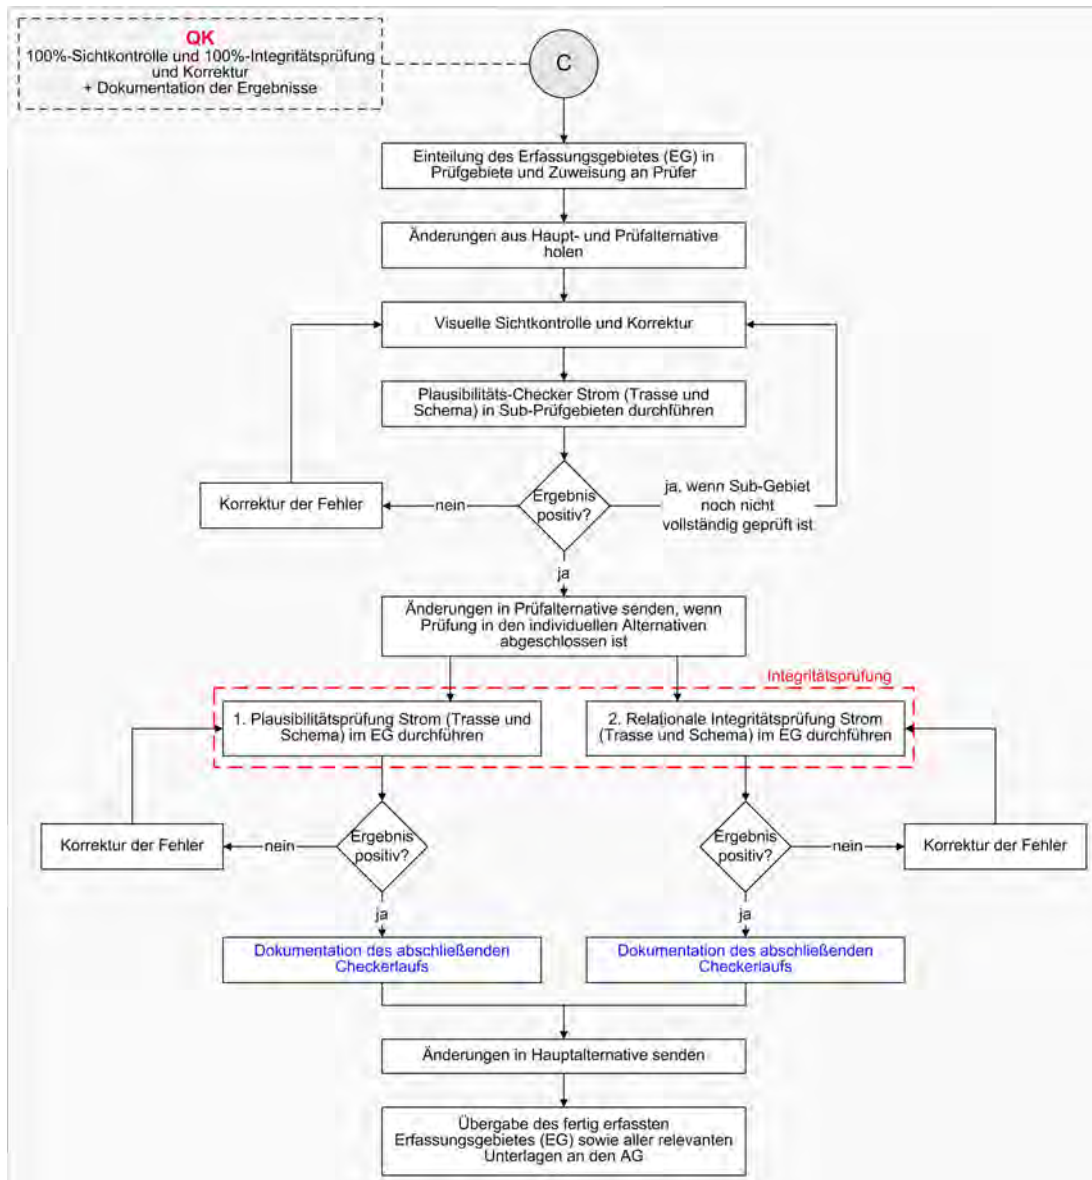 QK
100%-Sichtkontrolle und 100%-Integritätsprüfung
und Korrektur
+ Dokumentation der Ergebnisse
C
Einteilung des Erfassungsgebietes (EG) in
Prüfgebiete und Zuweisung an Prüfer
Änderungen aus Haupt- und Prüfalternative
holen
Visuelle Sichtkontrolle und Korrektur
Plausibilitäts-Checker Strom (Trasse und
Schema) in Sub-Prüfgebieten durchführen
Korrektur der Fehler
nein
Ergebnis
positiv?
ja, wenn Sub-Gebiet
noch nicht
vollständig geprüft ist
ja
Änderungen in Prüfalternative senden, wenn
Prüfung in den individuellen Alternativen
abgeschlossen ist
Integritätsprüfung
1. Plausibilitätsprüfung Strom (Trasse und
Schema) im EG durchführen
2. Relationale Integritätsprüfung Strom
(Trasse und Schema) im EG durchführen
Korrektur der Fehler
nein
Ergebnis
positiv?
Ergebnis
positiv?
nein
Korrektur der Fehler
ja
ja
Dokumentation des abschließenden
Checkerlaufs
Dokumentation des abschließenden
Checkerlaufs
Änderungen in Hauptalternative senden
Übergabe des fertig erfassten
Erfassungsgebietes (EG) sowie aller relevanten
Unterlagen an den AG